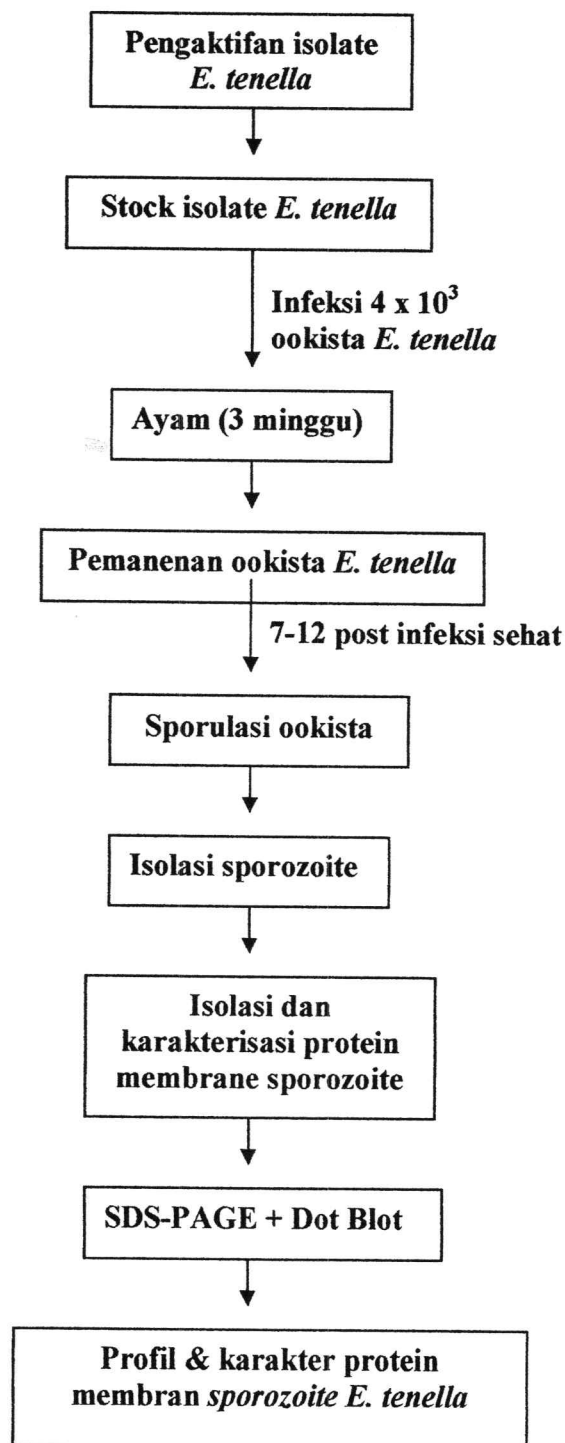 Pengaktifan isolate
E. tenella
Stock isolate E. tenella
Infeksi 4 x 10³
ookista E. tenella
Ayam (3 minggu)
Pemanenan ookista E. tenella
7-12 post infeksi sehat
Sporulasi ookista
Isolasi sporozoite
Isolasi dan
karakterisasi protein
membrane sporozoite
SDS-PAGE + Dot Blot
Profil & karakter protein
membran sporozoite E. tenella